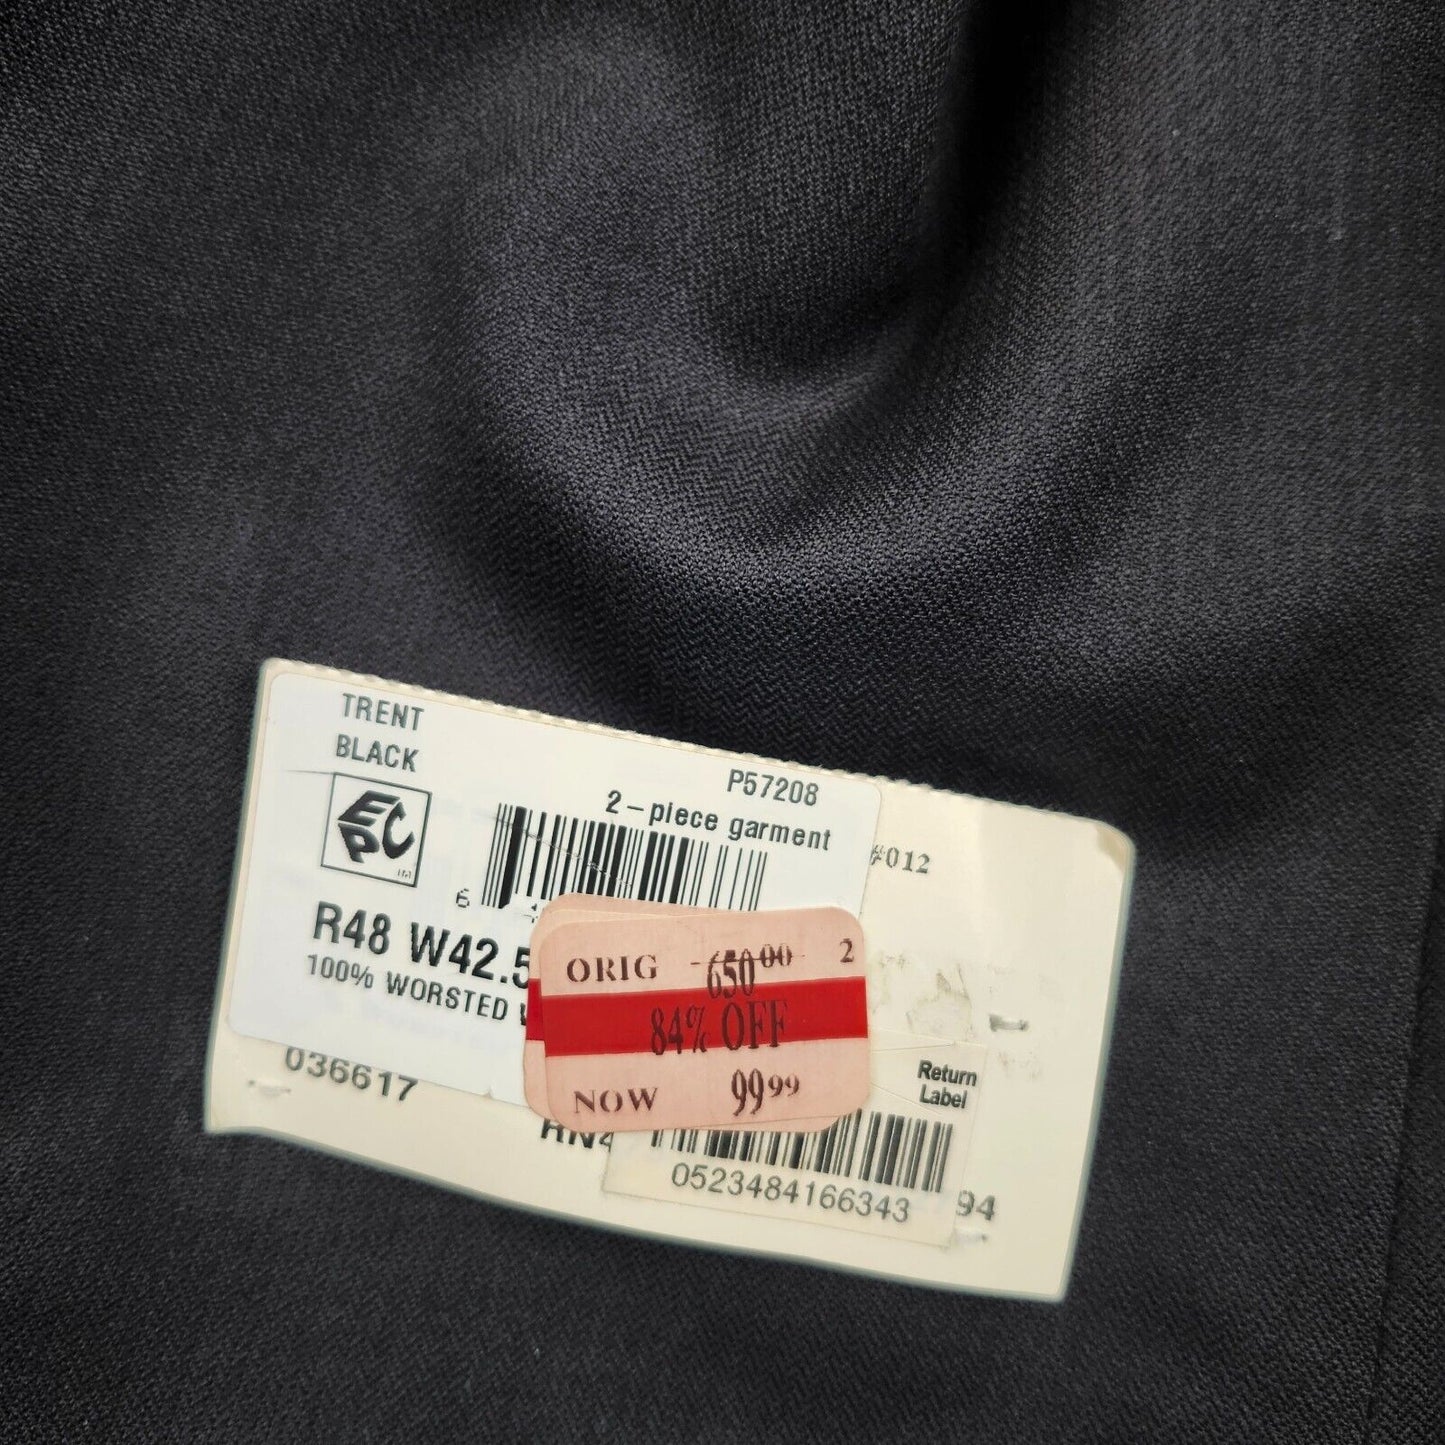 TRENT
BLACK
P57208
2-piece garment
EPC
#012
6
R48 W42.5
100% WORSTED
ORIG 650.00 2
84% OFF
NOW 99.99
036617
Return
Label
0523484166343
94